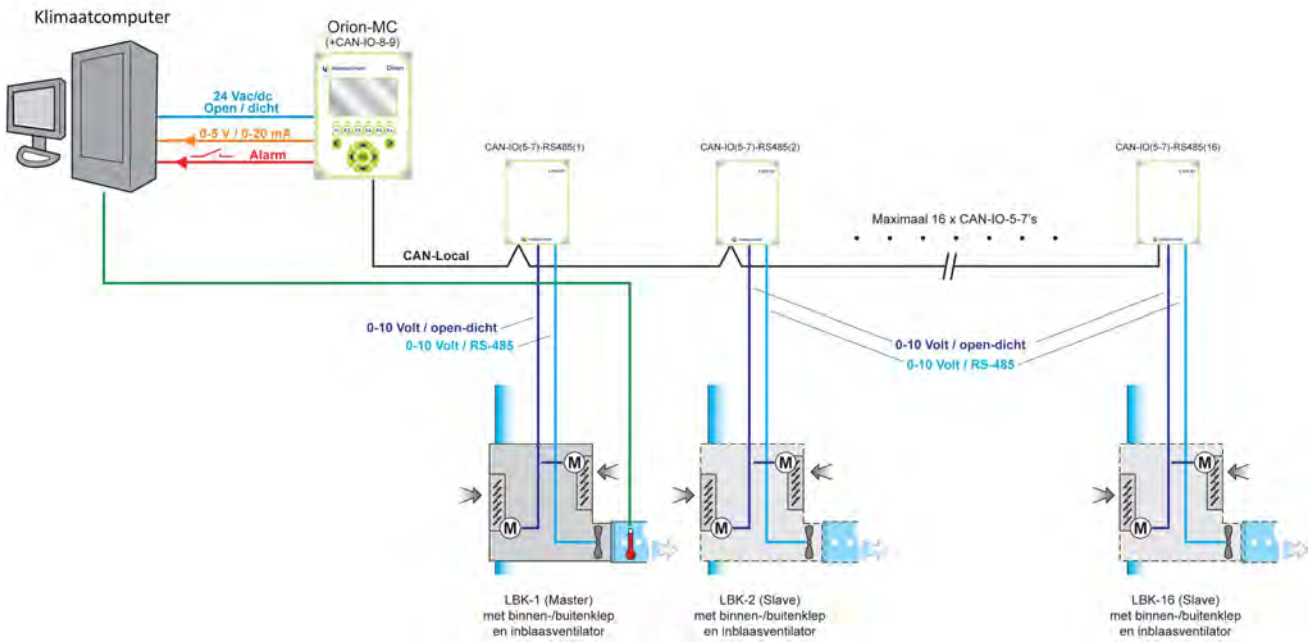 Klimaatcomputer
Orion-MC
(+CAN-IO-8-9)
Orion
24 Vac/dc
Open / dicht
0-5 V / 0-20 mA
Alarm
CAN-IO(5-7)-RS485(1)
CAN-IO(5-7)-RS485(2)
CAN-IO(5-7)-RS485(16)
Maximaal 16 x CAN-IO-5-7's
CAN-Local
0-10 Volt / open-dicht
0-10 Volt / RS-485
0-10 Volt / open-dicht
0-10 Volt / RS-485
M
M
M
M
M
M
LBK-1 (Master)
met binnen-/buitenklep
en inblaasventilator
LBK-2 (Slave)
met binnen-/buitenklep
en inblaasventilator
LBK-16 (Slave)
met binnen-/buitenklep
en inblaasventilator